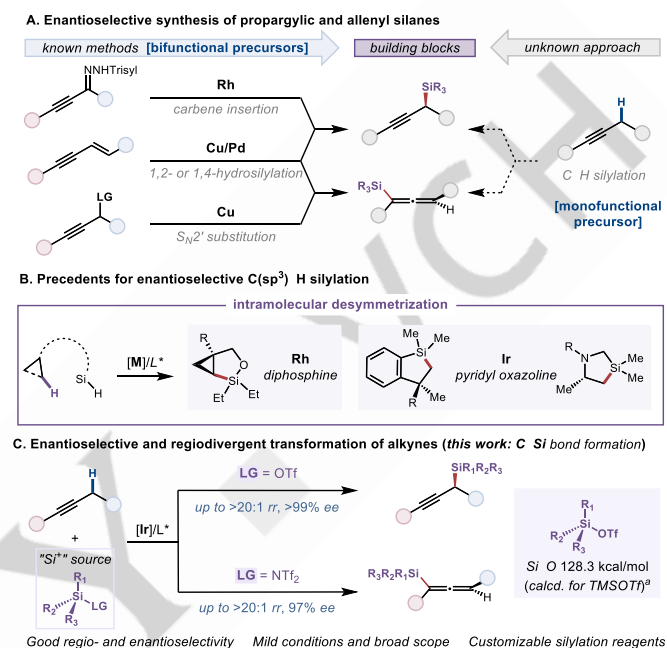 A. Enantioselective synthesis of propargylic and allenyl silanes
known methods [bifunctional precursors]
building blocks
unknown approach
NNHTrisyl
Rh
carbene insertion
SiR3
H
Cu/Pd
1,2- or 1,4-hydrosilylation
C H silylation
R3Si
H
LG
Cu
SN2' substitution
[monofunctional
precursor]
B. Precedents for enantioselective C(sp3) H silylation
intramolecular desymmetrization
H
Si
H
[M]/L*
R
O
Si
Et
Et
Rh
diphosphine
Me Me
Si
Me
R
Ir
pyridyl oxazoline
R
N
Si
Me
Me
Me
C. Enantioselective and regiodivergent transformation of alkynes (this work: C Si bond formation)
H
+
"Si+" source
R1
R2
Si
LG
R3
[Ir]/L*
LG = OTf
up to >20:1 rr, >99% ee
SiR1R2R3
LG = NTf2
up to >20:1 rr, 97% ee
R3R2R1Si
H
R1
R2
Si
OTf
R3
Si O 128.3 kcal/mol
(calcd. for TMSOTf)a
Good regio- and enantioselectivity Mild conditions and broad scope Customizable silylation reagents